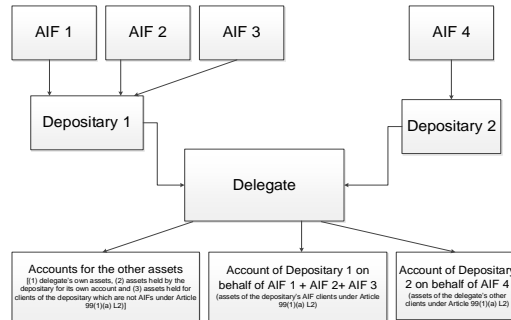 AIF 1
AIF 2
AIF 3
AIF 4
Depositary 1
Depositary 2
Delegate
Accounts for the other assets
[(1) delegate's own assets, (2) assets held by the
depositary for its own account and (3) assets held for
clients of the depositary which are not AIFs under Article
99(1)(a) L2)]
Account of Depositary 1 on
behalf of AIF 1 + AIF 2+ AIF 3
(assets of the depositary's AIF clients under Article
99(1)(a) L2)
Account of Depositary
2 on behalf of AIF 4
(assets of the delegate's other
clients under Article 99(1)(a) L2)